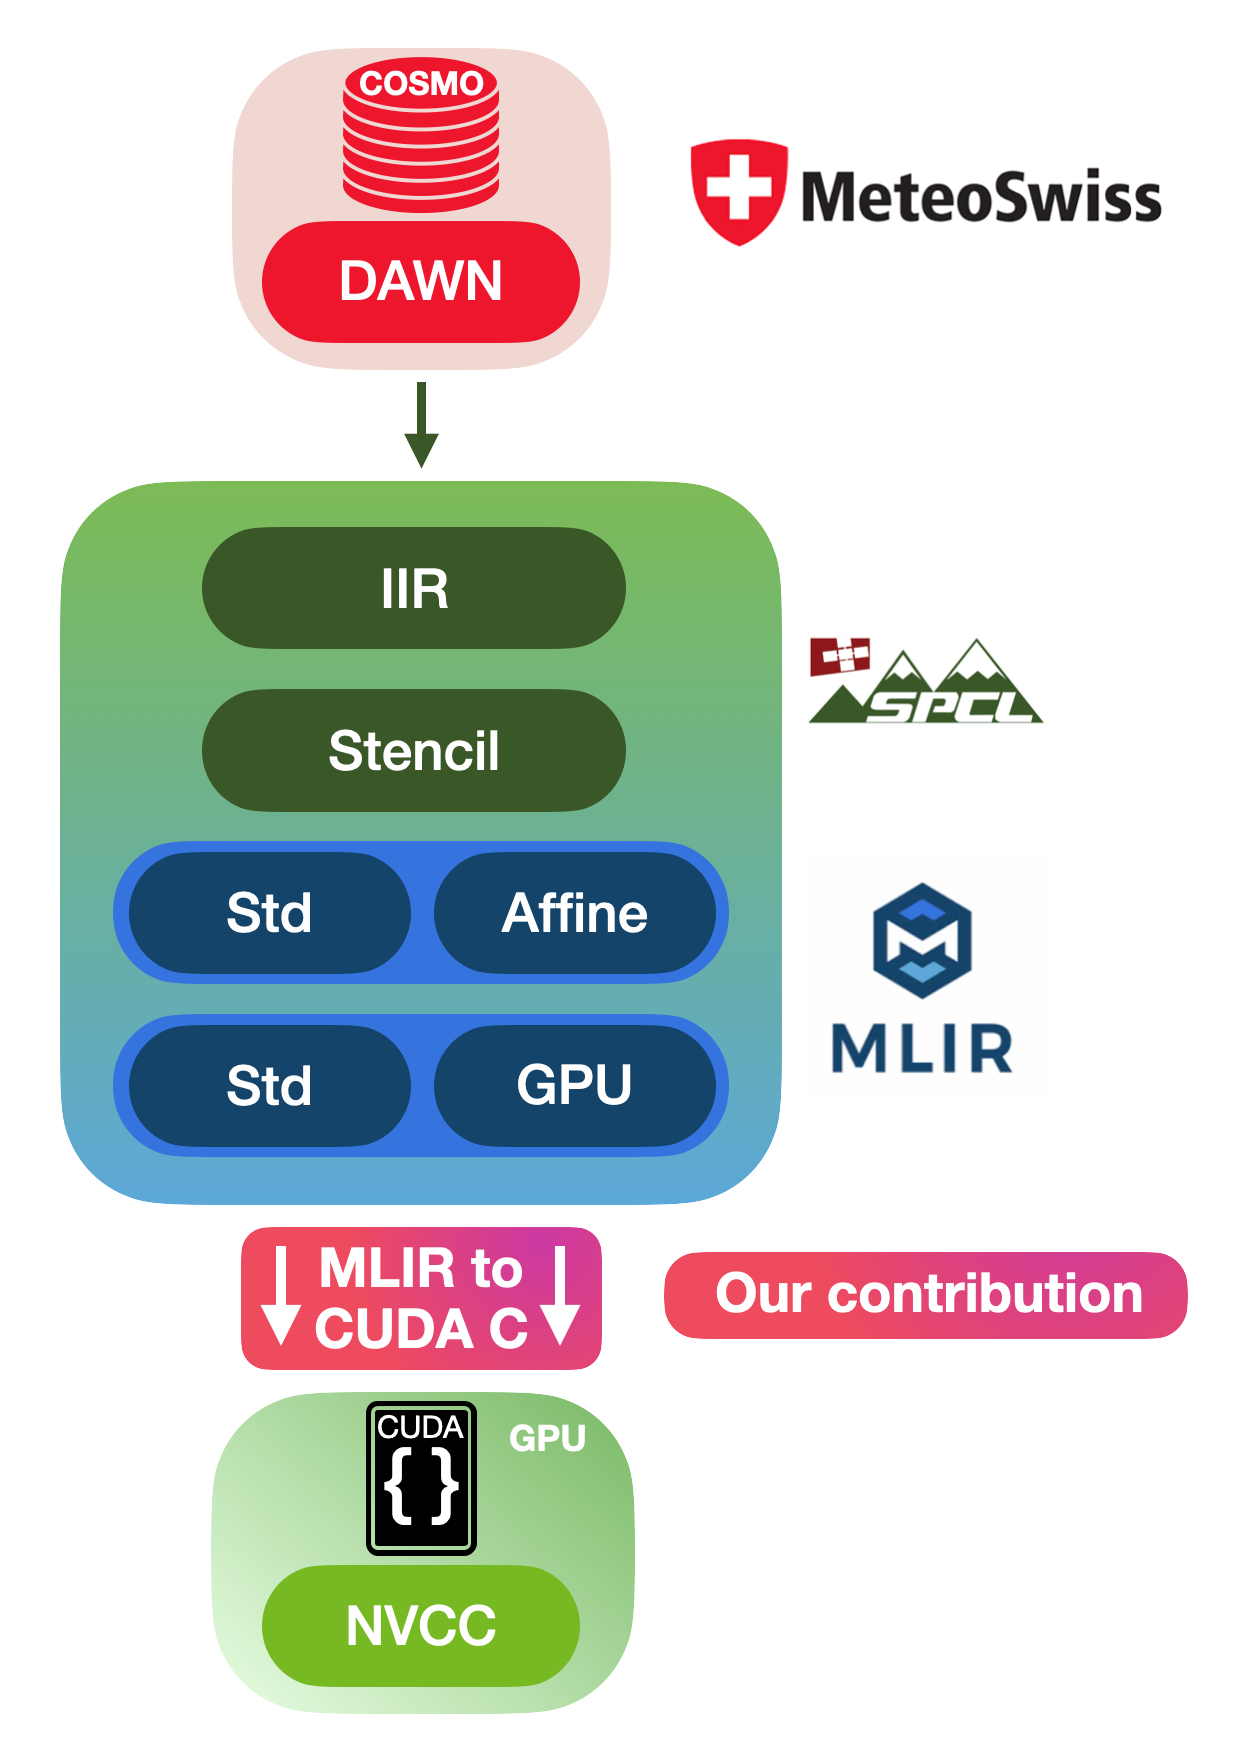 COSMO
DAWN
MeteoSwiss
IIR
Stencil
SPCL
Std
Affine
Std
GPU
MLIR
MLIR to
CUDA C
Our contribution
CUDA
{ }
GPU
NVCC